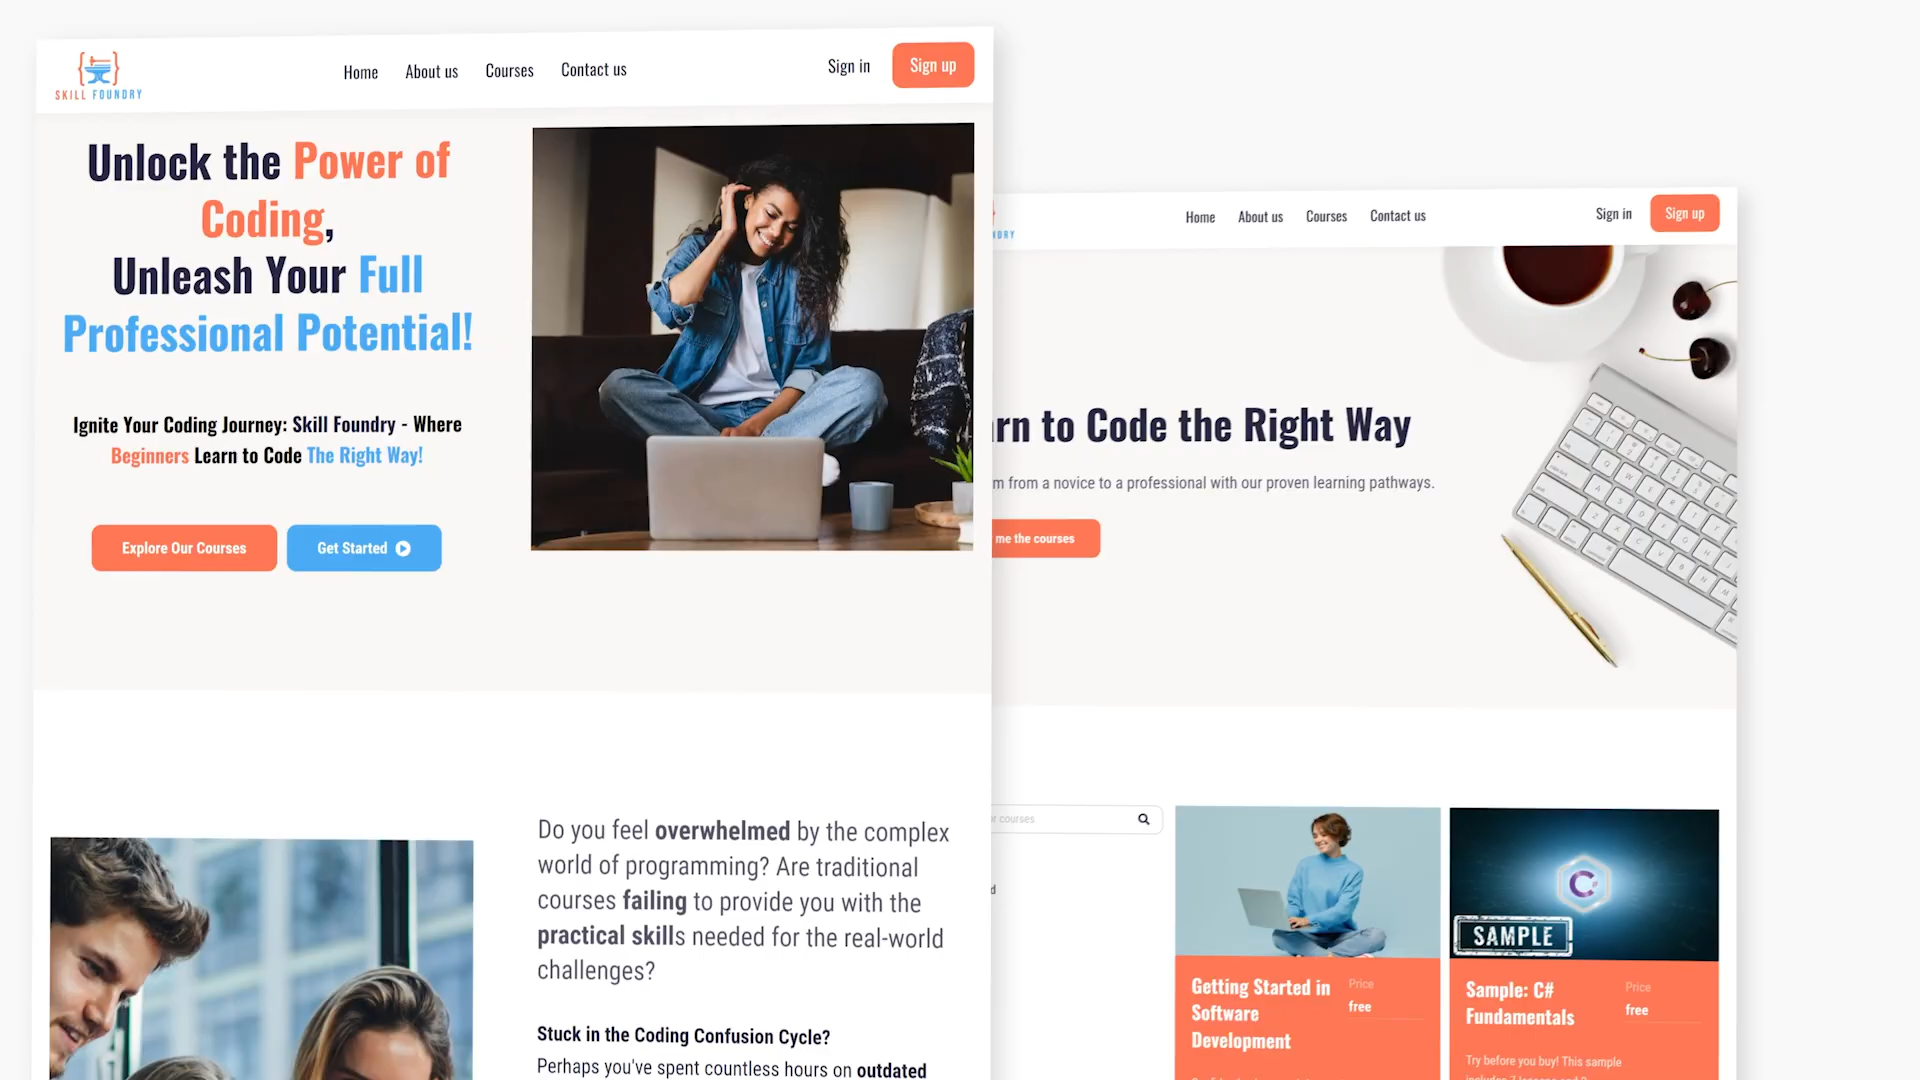 SKILL FOUNDRY
Home About us Courses Contact us
Sign in Sign up
Unlock the Power of
Coding,
Unleash Your Full
Professional Potential!
Ignite Your Coding Journey: Skill Foundry - Where
Beginners Learn to Code The Right Way!
Explore Our Courses Get Started
Do you feel overwhelmed by the complex
world of programming? Are traditional
courses failing to provide you with the
practical skills needed for the real-world
challenges?
Stuck in the Coding Confusion Cycle?
Perhaps you've spent countless hours on outdated
Home About us Courses Contact us
Sign in Sign up
to Code the Right Way
from a novice to a professional with our proven learning pathways.
me the courses
courses
SAMPLE
Getting Started in
Software
Development
Price
free
Sample: C#
Fundamentals
Price
free
Try before you buy! This sample